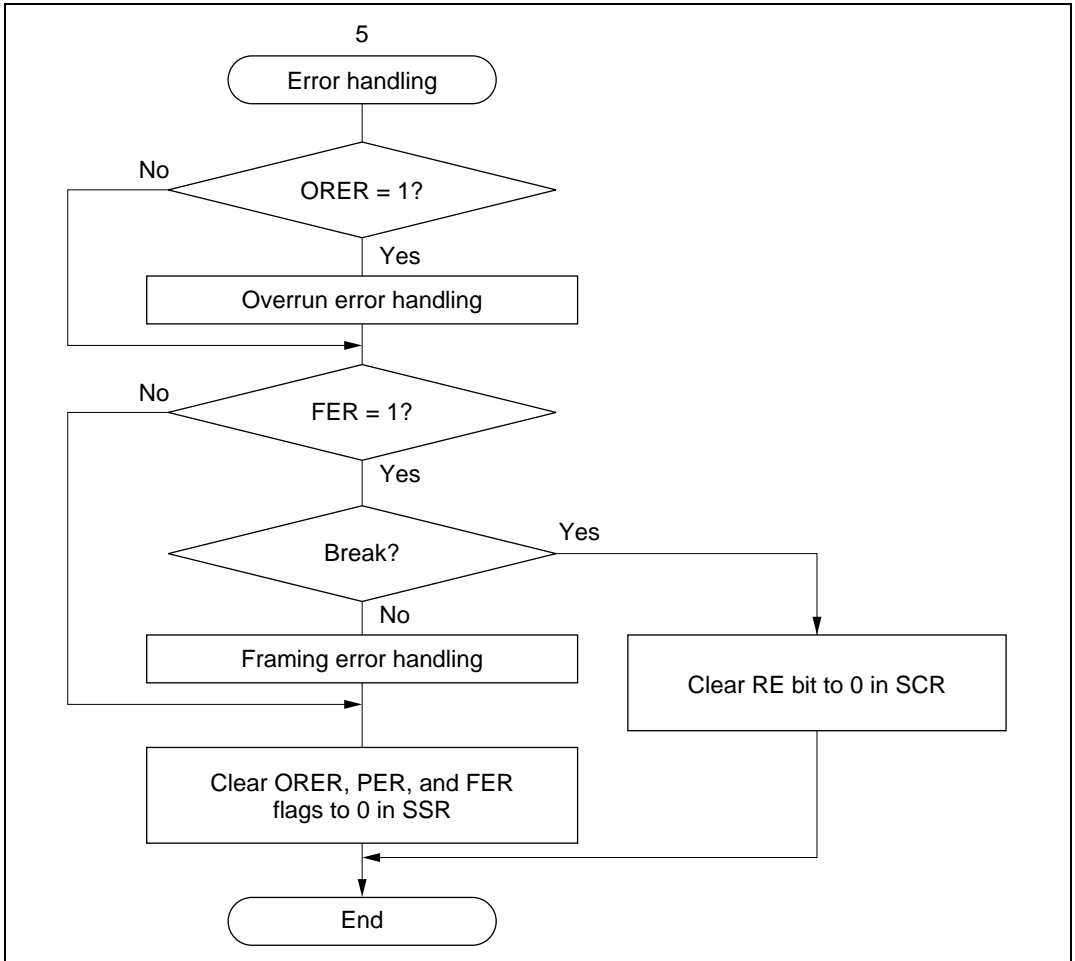 5
Error handling
No
ORER = 1?
Yes
Overrun error handling
No
FER = 1?
Yes
Yes
Break?
No
Framing error handling
Clear RE bit to 0 in SCR
Clear ORER, PER, and FER
flags to 0 in SSR
End